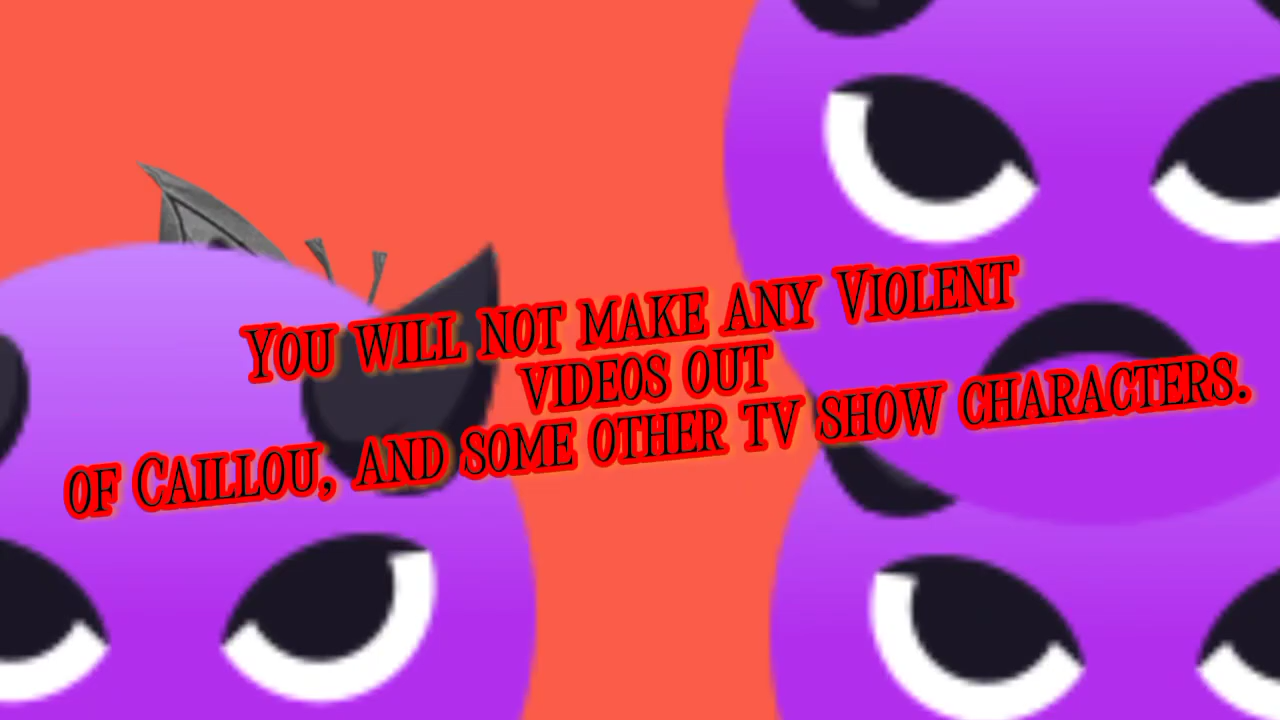 You will not make any Violent
videos out
of Caillou, and some other TV show characters.